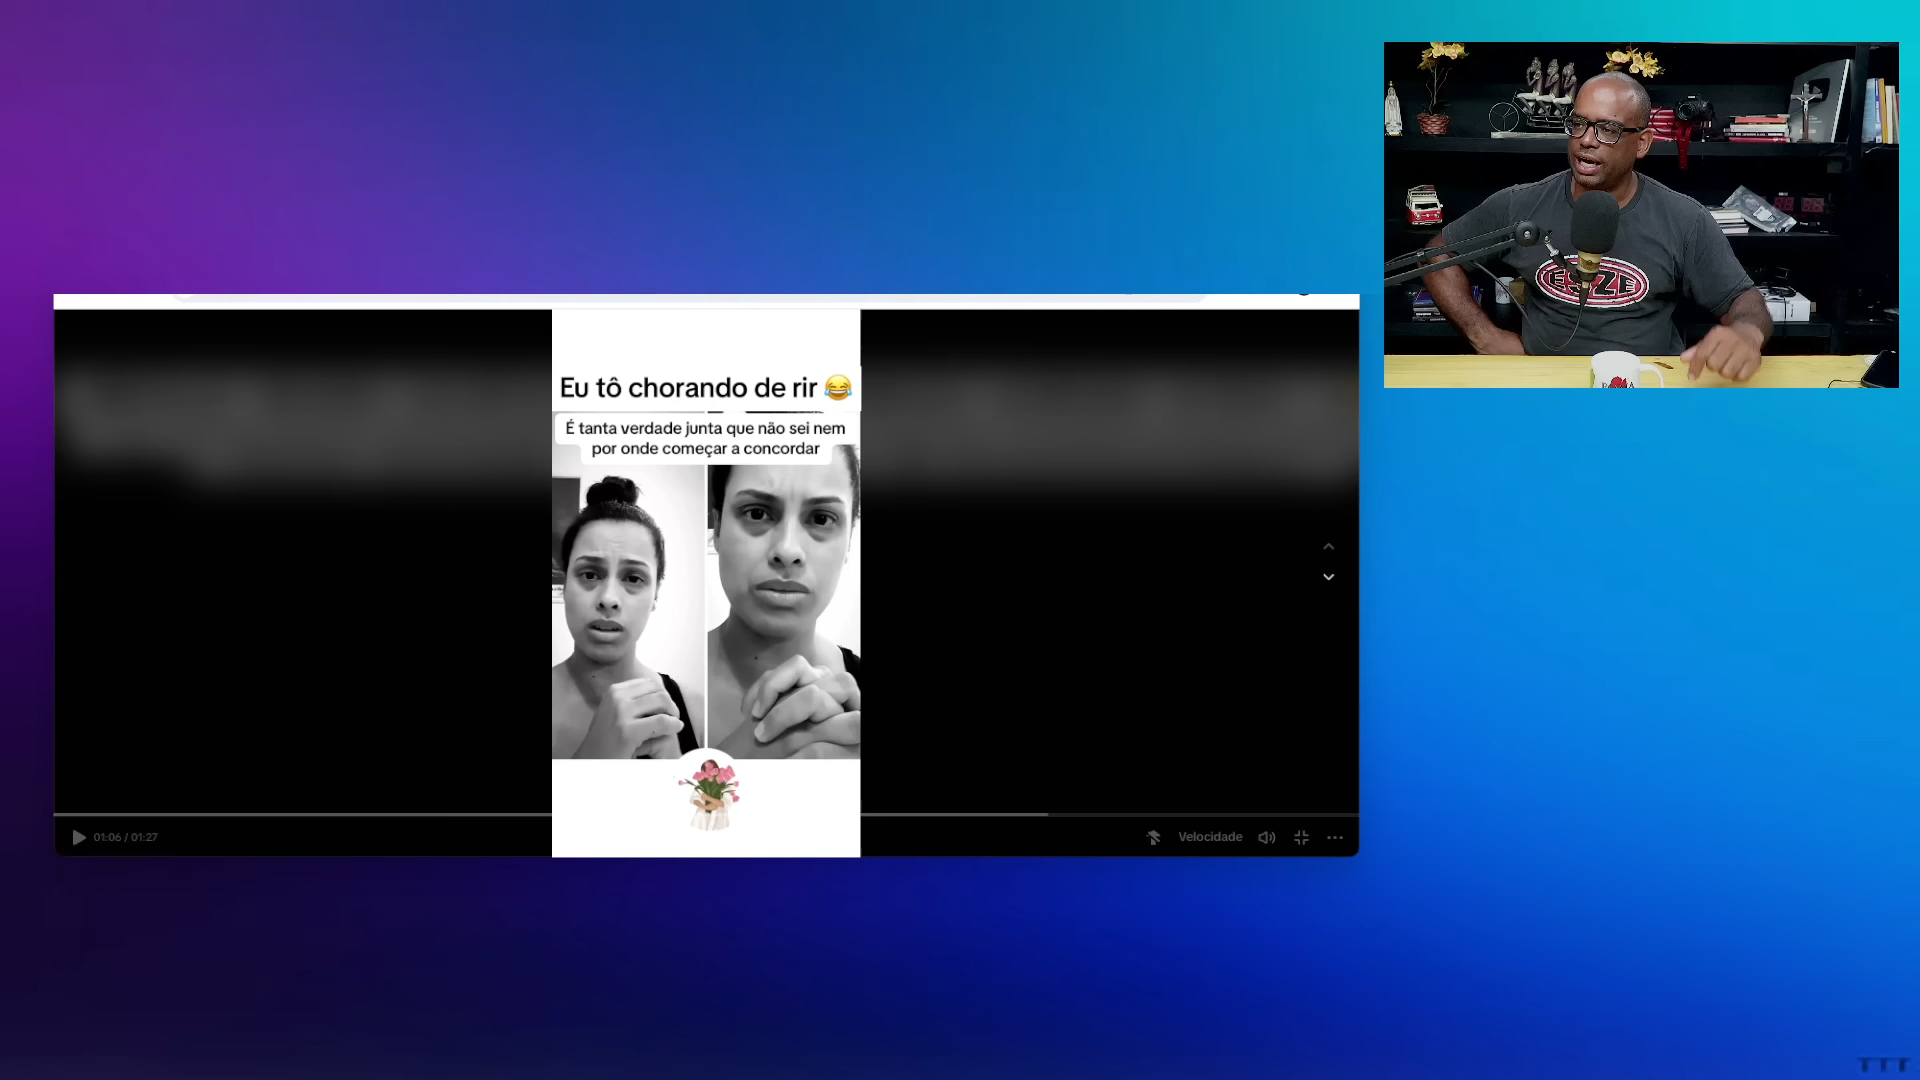 Eu tô chorando de rir 😂
É tanta verdade junta que não sei nem
por onde começar a concordar
01:06 / 01:27
Velocidade
TTT